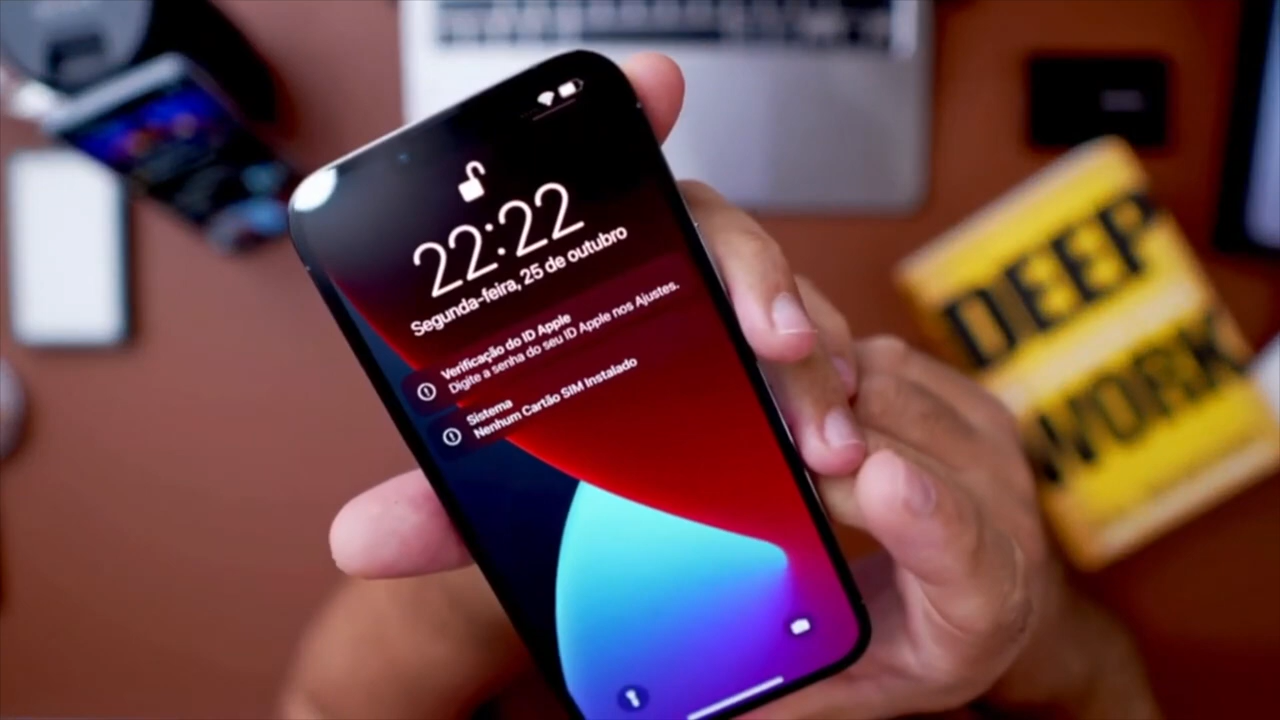 22:22
Segunda-feira, 25 de outubro
Verificação do ID Apple
Digite a senha do seu ID Apple nos Ajustes.
Sistema
Nenhum Cartão SIM Instalado
DEEP
WORK